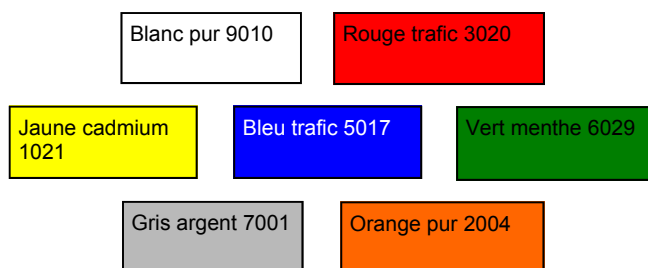 Blanc pur 9010
Rouge trafic 3020
Jaune cadmium
1021
Bleu trafic 5017
Vert menthe 6029
Gris argent 7001
Orange pur 2004